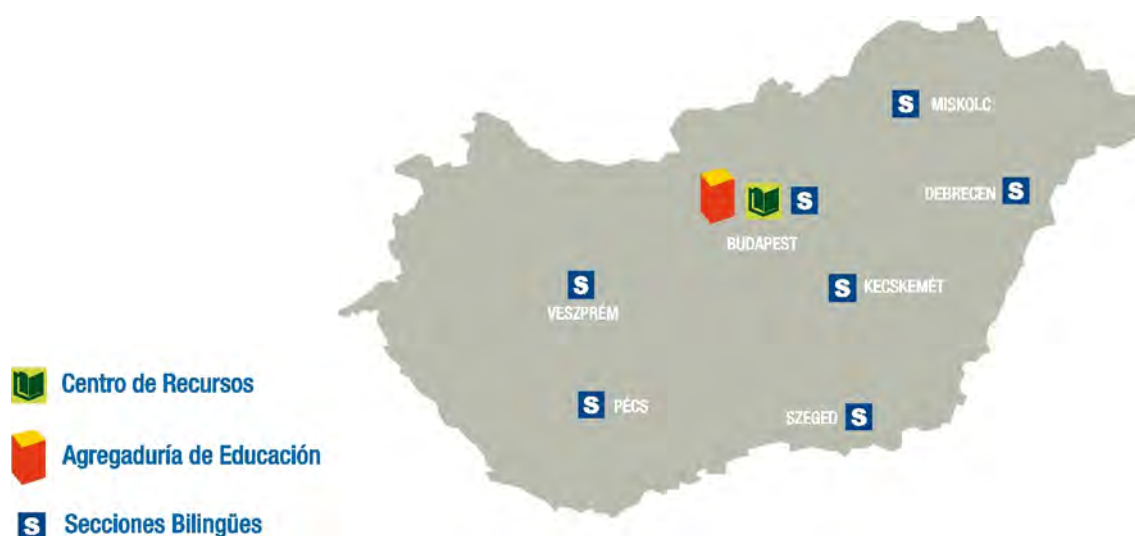 S MISKOLC
DEBRECEN S
S
BUDAPEST
S KECSKEMÉT
S
VESZPRÉM
Centro de Recursos
S PÉCS
SZEGED S
Agregaduría de Educación
S Secciones Bilingües